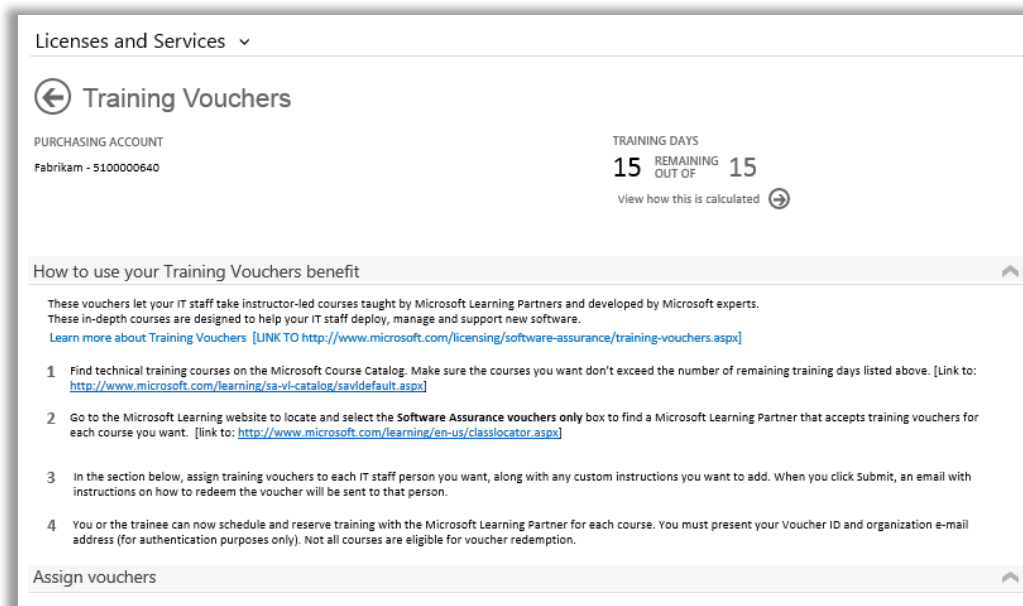 Licenses and Services
Training Vouchers
PURCHASING ACCOUNT
Fabrikam - 5100000640
TRAINING DAYS
15 REMAINING OUT OF 15
View how this is calculated
How to use your Training Vouchers benefit
These vouchers let your IT staff take instructor-led courses taught by Microsoft Learning Partners and developed by Microsoft experts.
These in-depth courses are designed to help your IT staff deploy, manage and support new software.
Learn more about Training Vouchers [LINK TO http://www.microsoft.com/licensing/software-assurance/training-vouchers.aspx]
1 Find technical training courses on the Microsoft Course Catalog. Make sure the courses you want don't exceed the number of remaining training days listed above. [Link to:
http://www.microsoft.com/learning/sa-vl-catalog/savldefault.aspx]
2 Go to the Microsoft Learning website to locate and select the Software Assurance vouchers only box to find a Microsoft Learning Partner that accepts training vouchers for
each course you want. [link to: http://www.microsoft.com/learning/en-us/classlocator.aspx]
3 In the section below, assign training vouchers to each IT staff person you want, along with any custom instructions you want to add. When you click Submit, an email with
instructions on how to redeem the voucher will be sent to that person.
4 You or the trainee can now schedule and reserve training with the Microsoft Learning Partner for each course. You must present your Voucher ID and organization e-mail
address (for authentication purposes only). Not all courses are eligible for voucher redemption.
Assign vouchers